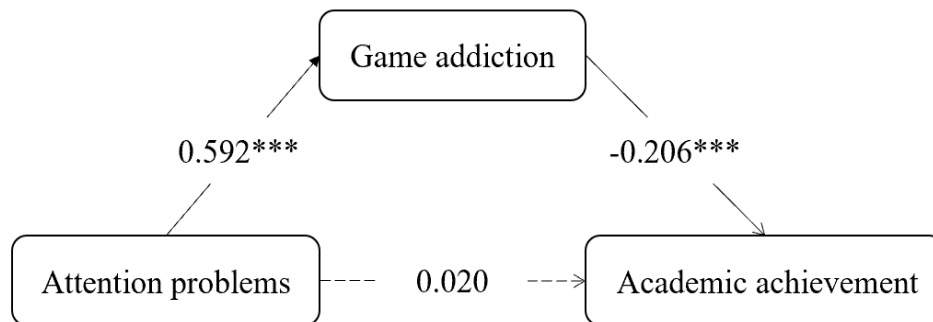 Game addiction
0.592***
-0.206***
Attention problems
0.020
Academic achievement